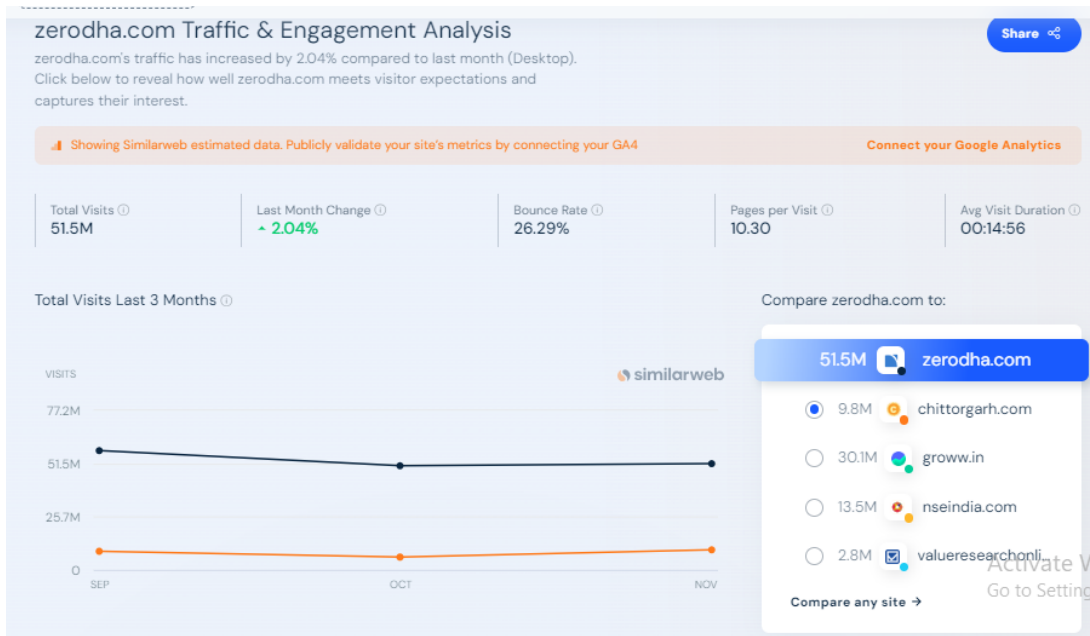 zerodha.com Traffic & Engagement Analysis
Share
zerodha.com's traffic has increased by 2.04% compared to last month (Desktop).
Click below to reveal how well zerodha.com meets visitor expectations and
captures their interest.
Showing Similarweb estimated data. Publicly validate your site's metrics by connecting your GA4
Connect your Google Analytics
Total Visits
51.5M
Last Month Change
2.04%
Bounce Rate
26.29%
Pages per Visit
10.30
Avg Visit Duration
00:14:56
Total Visits Last 3 Months
VISITS
similarweb
77.2M
51.5M
25.7M
0
SEP OCT NOV
Compare zerodha.com to:
51.5M zerodha.com
9.8M chittorgarh.com
30.1M groww.in
13.5M nseindia.com
2.8M valueresearchonli...
Compare any site →
Activate
Go to Setting